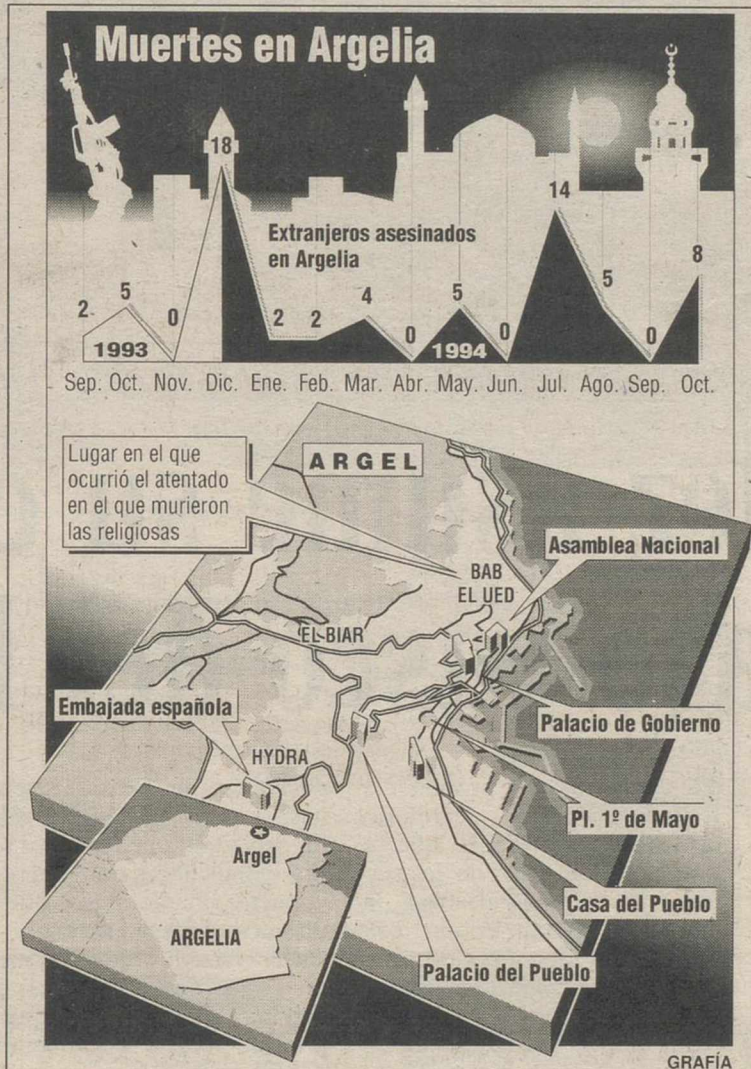 Muertes en Argelia
18
14
Extranjeros asesinados
en Argelia
8
2
5
0
2
2
4
0
5
0
5
0
1993
1994
Sep. Oct. Nov. Dic. Ene. Feb. Mar. Abr. May. Jun. Jul. Ago. Sep. Oct.
Lugar en el que
ocurrió el atentado
en el que murieron
las religiosas
ARGEL
Asamblea Nacional
BAB
EL UED
EL BIAR
Embajada española
Palacio de Gobierno
HYDRA
Pl. 1º de Mayo
Argel
Casa del Pueblo
ARGELIA
Palacio del Pueblo
GRAFÍA